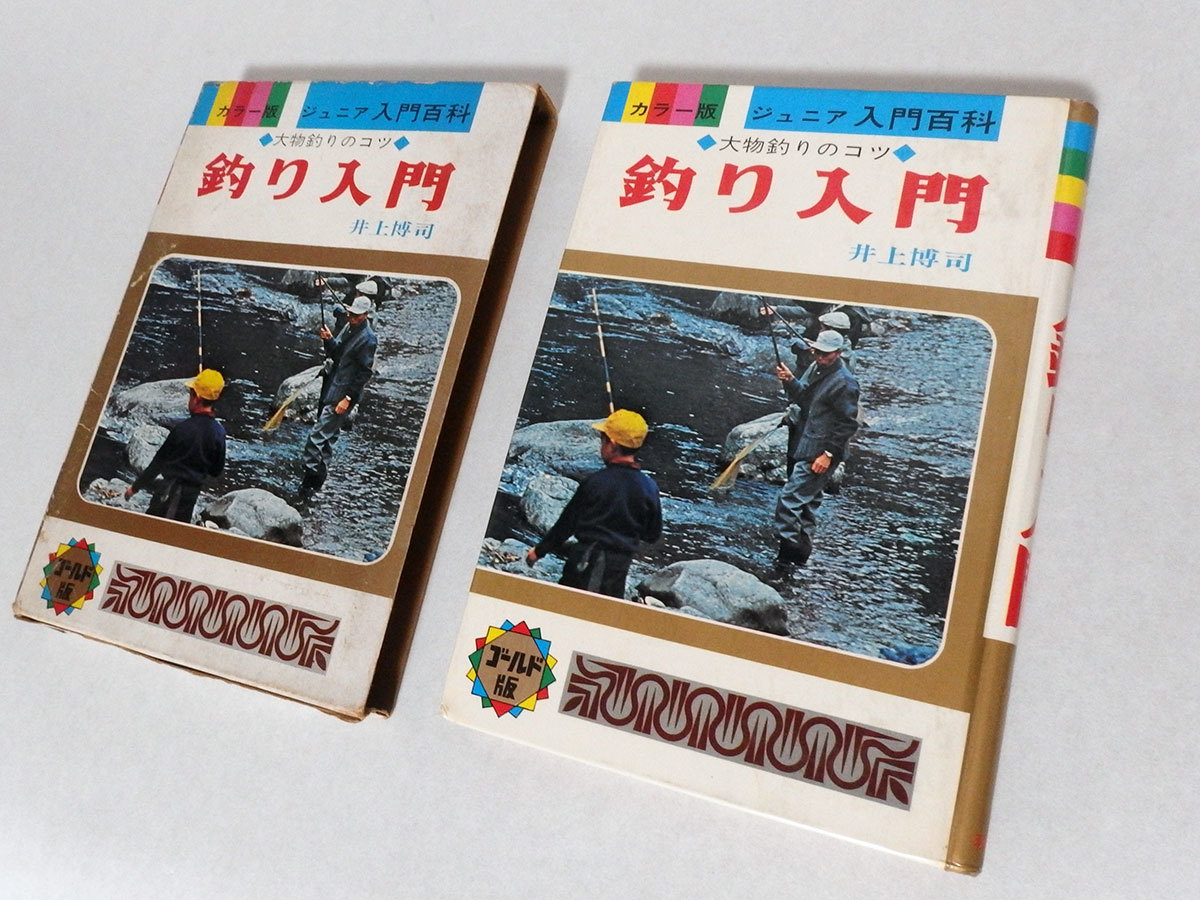 カラー版
ジュニア入門百科
大物釣りのコツ
釣り入門
井上博司
ゴールド
版
カラー版
ジュニア入門百科
大物釣りのコツ
釣り入門
井上博司
ゴールド
版